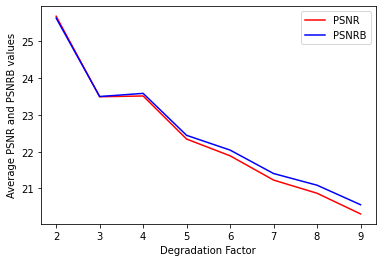 PSNR
PSNRB
25
24
23
22
21
Average PSNR and PSNRB values
2 3 4 5 6 7 8 9
Degradation Factor